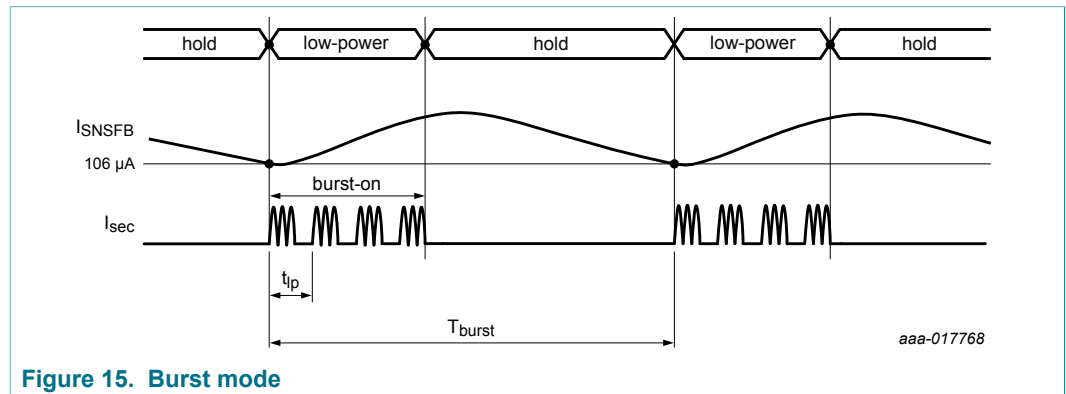 hold low-power hold low-power hold
ISNSFB
106 µA
burst-on
Isec
tlp
Tburst
aaa-017768
Figure 15. Burst mode